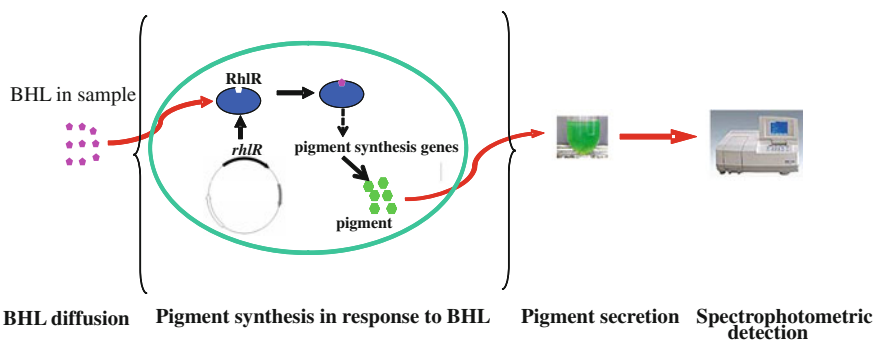 BHL in sample
RhlR
rhlR
pigment synthesis genes
pigment
BHL diffusion
Pigment synthesis in response to BHL
Pigment secretion
Spectrophotometric
detection